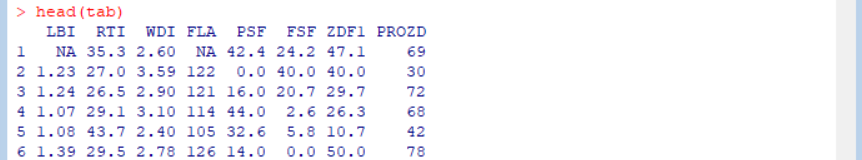 > head(tab)
   LBI  RTI  WDI FLA  PSF  FSF ZDF1 PROZD
1   NA 35.3 2.60  NA 42.4 24.2 47.1    69
2 1.23 27.0 3.59 122  0.0 40.0 40.0    30
3 1.24 26.5 2.90 121 16.0 20.7 29.7    72
4 1.07 29.1 3.10 114 44.0  2.6 26.3    68
5 1.08 43.7 2.40 105 32.6  5.8 10.7    42
6 1.39 29.5 2.78 126 14.0  0.0 50.0    78